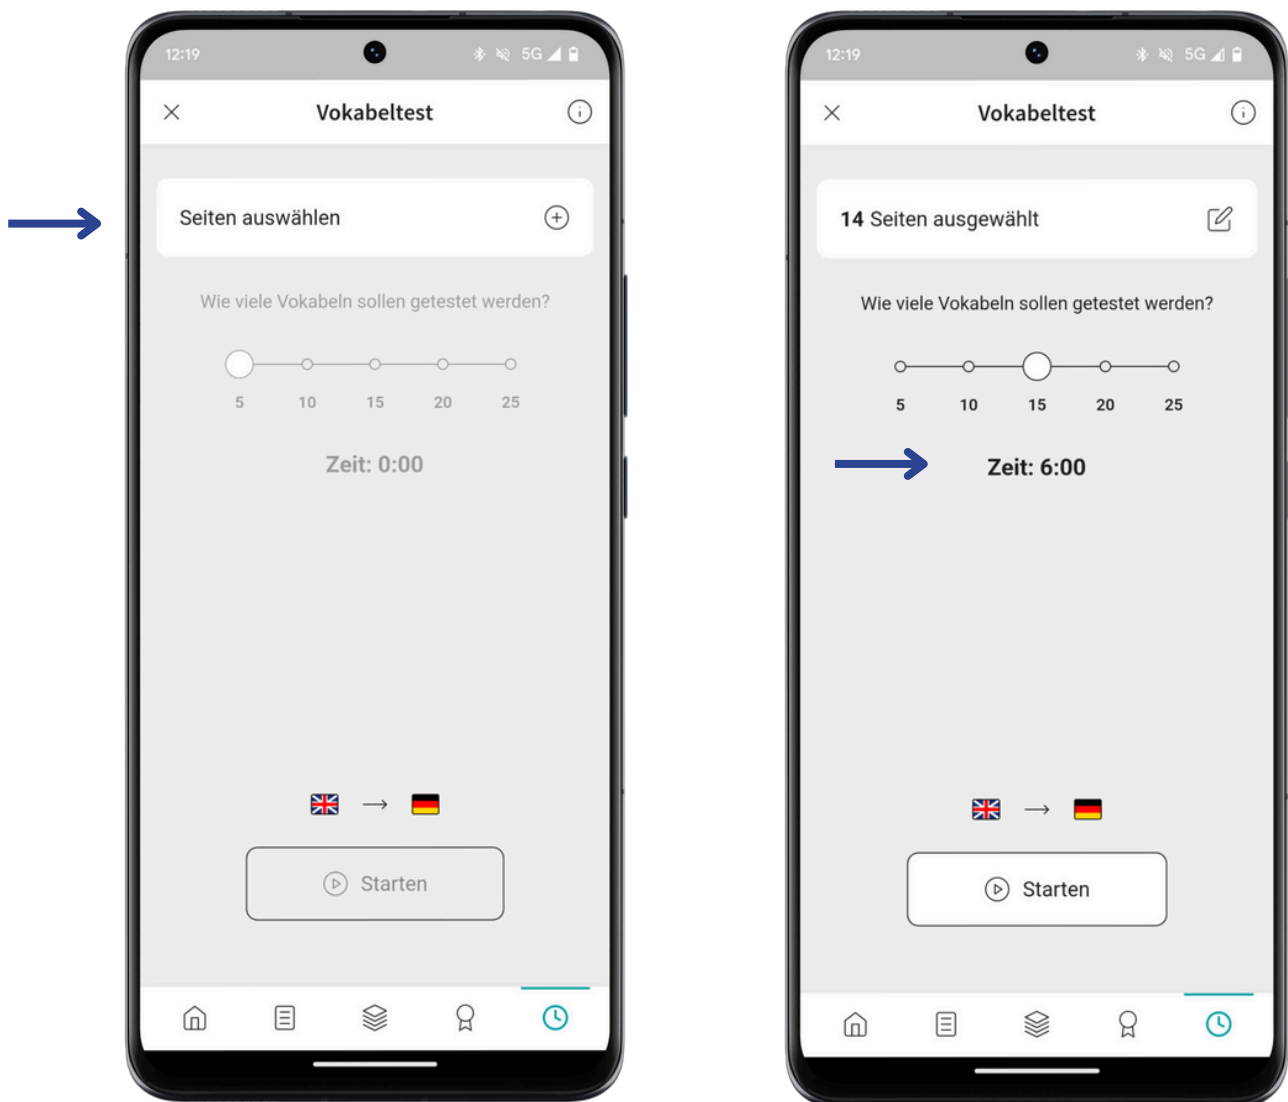 12:19
5G
Vokabeltest
Seiten auswählen
Wie viele Vokabeln sollen getestet werden?
5 10 15 20 25
Zeit: 0:00
Starten
12:19
5G
Vokabeltest
14 Seiten ausgewählt
Wie viele Vokabeln sollen getestet werden?
5 10 15 20 25
Zeit: 6:00
Starten